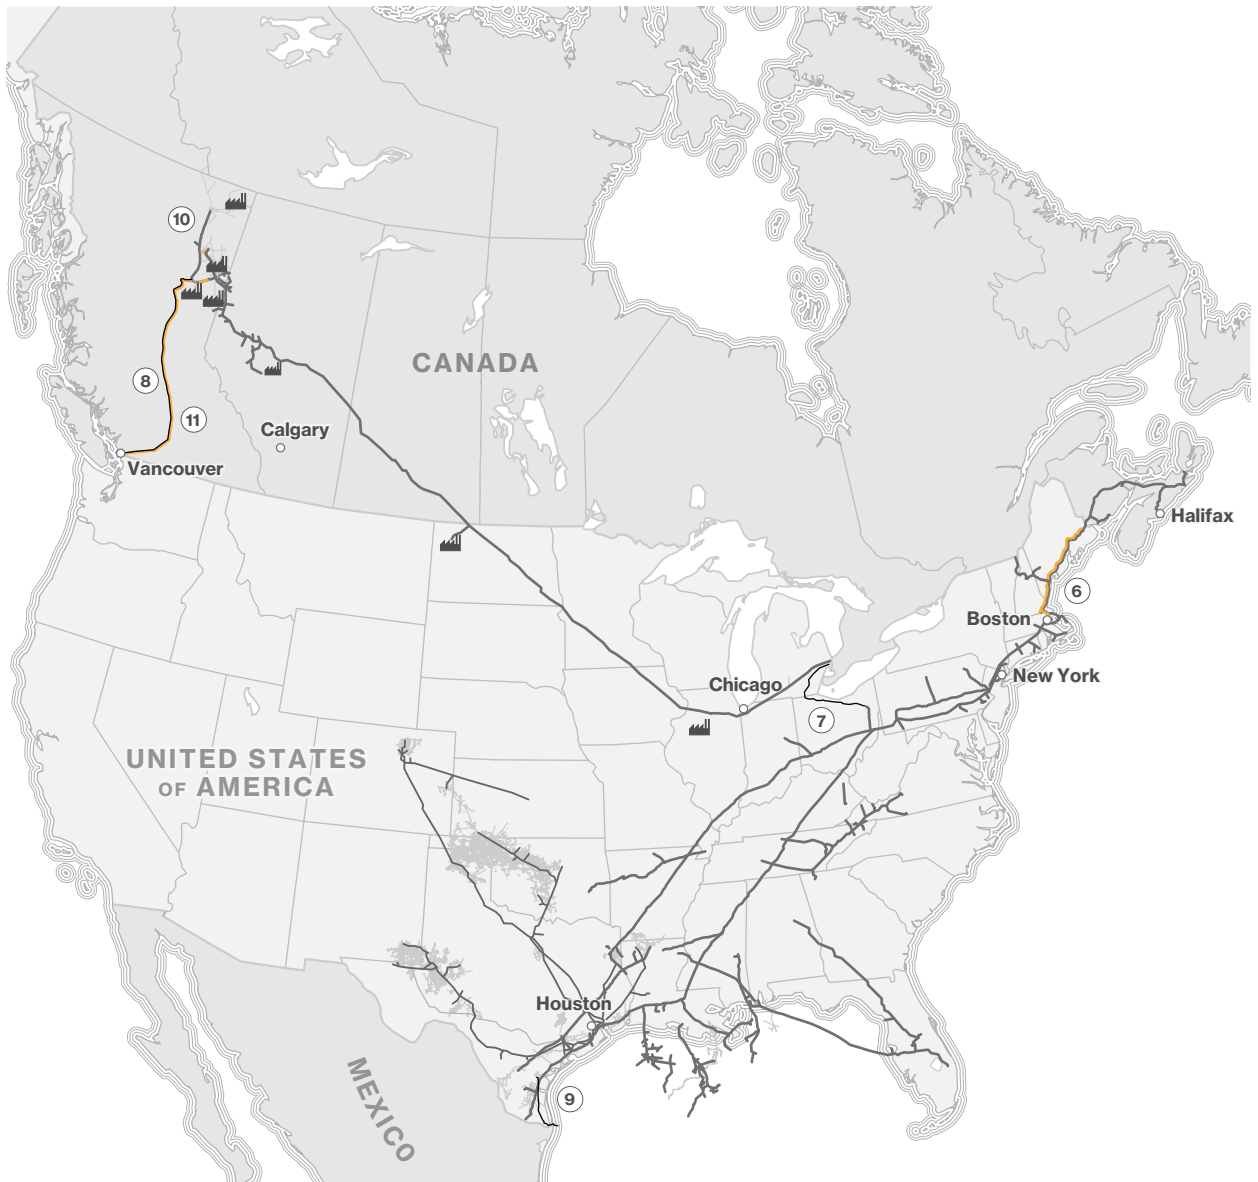 10
CANADA
8
11
Calgary
Vancouver
Halifax
6
Boston
New York
Chicago
7
UNITED STATES
OF AMERICA
Houston
MEXICO
9